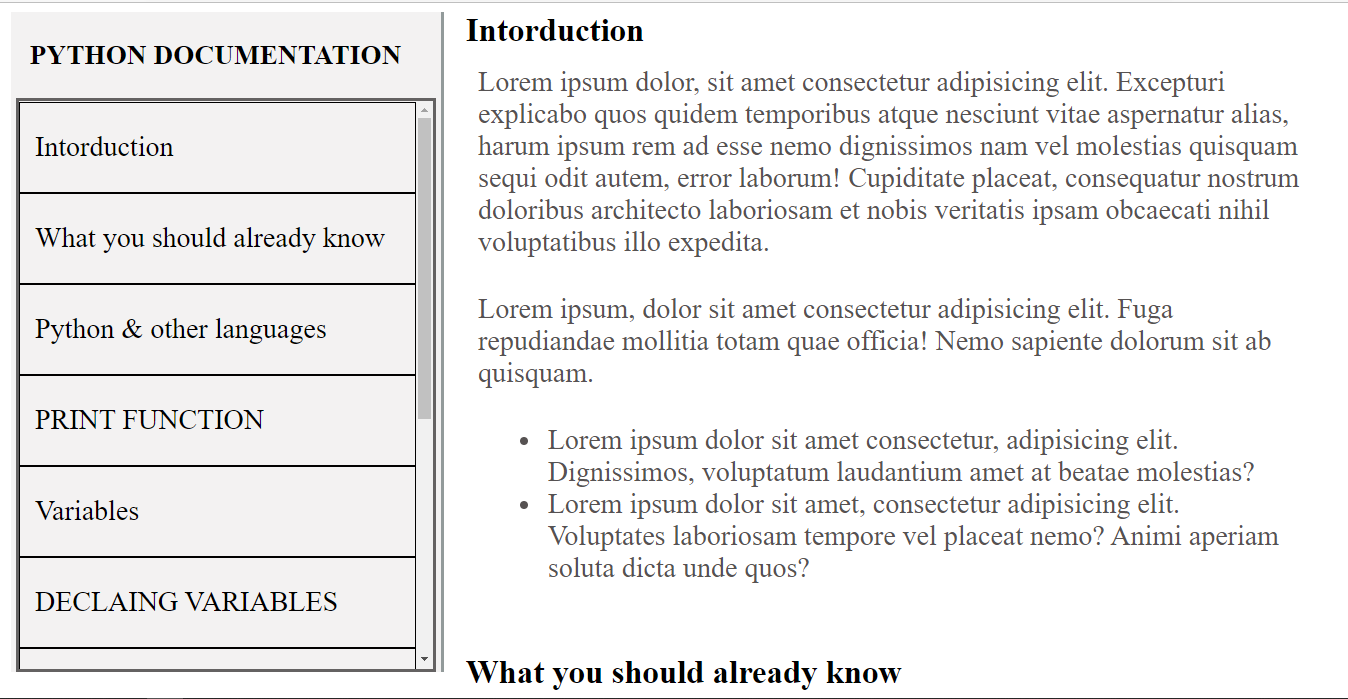 PYTHON DOCUMENTATION
Intorduction
What you should already know
Python & other languages
PRINT FUNCTION
Variables
DECLAING VARIABLES
Intorduction
Lorem ipsum dolor, sit amet consectetur adipisicing elit. Excepturi
explicabo quos quidem temporibus atque nesciunt vitae aspernatur alias,
harum ipsum rem ad esse nemo dignissimos nam vel molestias quisquam
sequi odit autem, error laborum! Cupiditate placeat, consequatur nostrum
doloribus architecto laboriosam et nobis veritatis ipsam obcaecati nihil
voluptatibus illo expedita.
Lorem ipsum, dolor sit amet consectetur adipisicing elit. Fuga
repudiandae mollitia totam quae officia! Nemo sapiente dolorum sit ab
quisquam.
• Lorem ipsum dolor sit amet consectetur, adipisicing elit.
Dignissimos, voluptatum laudantium amet at beatae molestias?
• Lorem ipsum dolor sit amet, consectetur adipisicing elit.
Voluptates laboriosam tempore vel placeat nemo? Animi aperiam
soluta dicta unde quos?
What you should already know